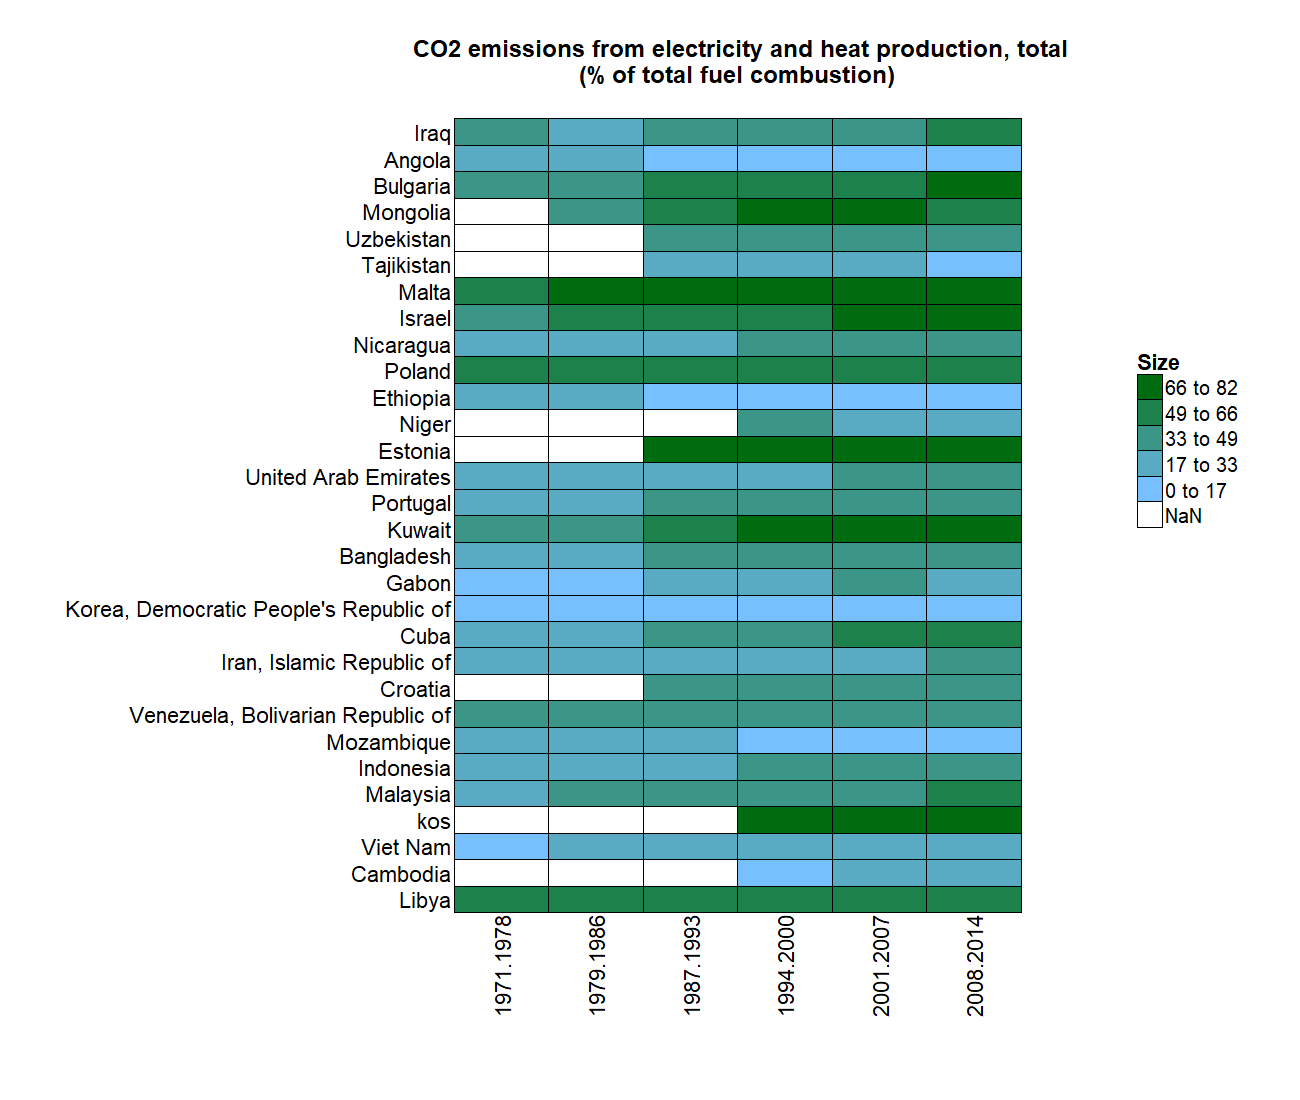 CO2 emissions from electricity and heat production, total
(% of total fuel combustion)
Iraq
Angola
Bulgaria
Mongolia
Uzbekistan
Tajikistan
Malta
Israel
Nicaragua
Poland
Ethiopia
Niger
Estonia
United Arab Emirates
Portugal
Kuwait
Bangladesh
Gabon
Korea, Democratic People's Republic of
Cuba
Iran, Islamic Republic of
Croatia
Venezuela, Bolivarian Republic of
Mozambique
Indonesia
Malaysia
kos
Viet Nam
Cambodia
Libya
1971.1978
1979.1986
1987.1993
1994.2000
2001.2007
2008.2014
Size
66 to 82
49 to 66
33 to 49
17 to 33
0 to 17
NaN